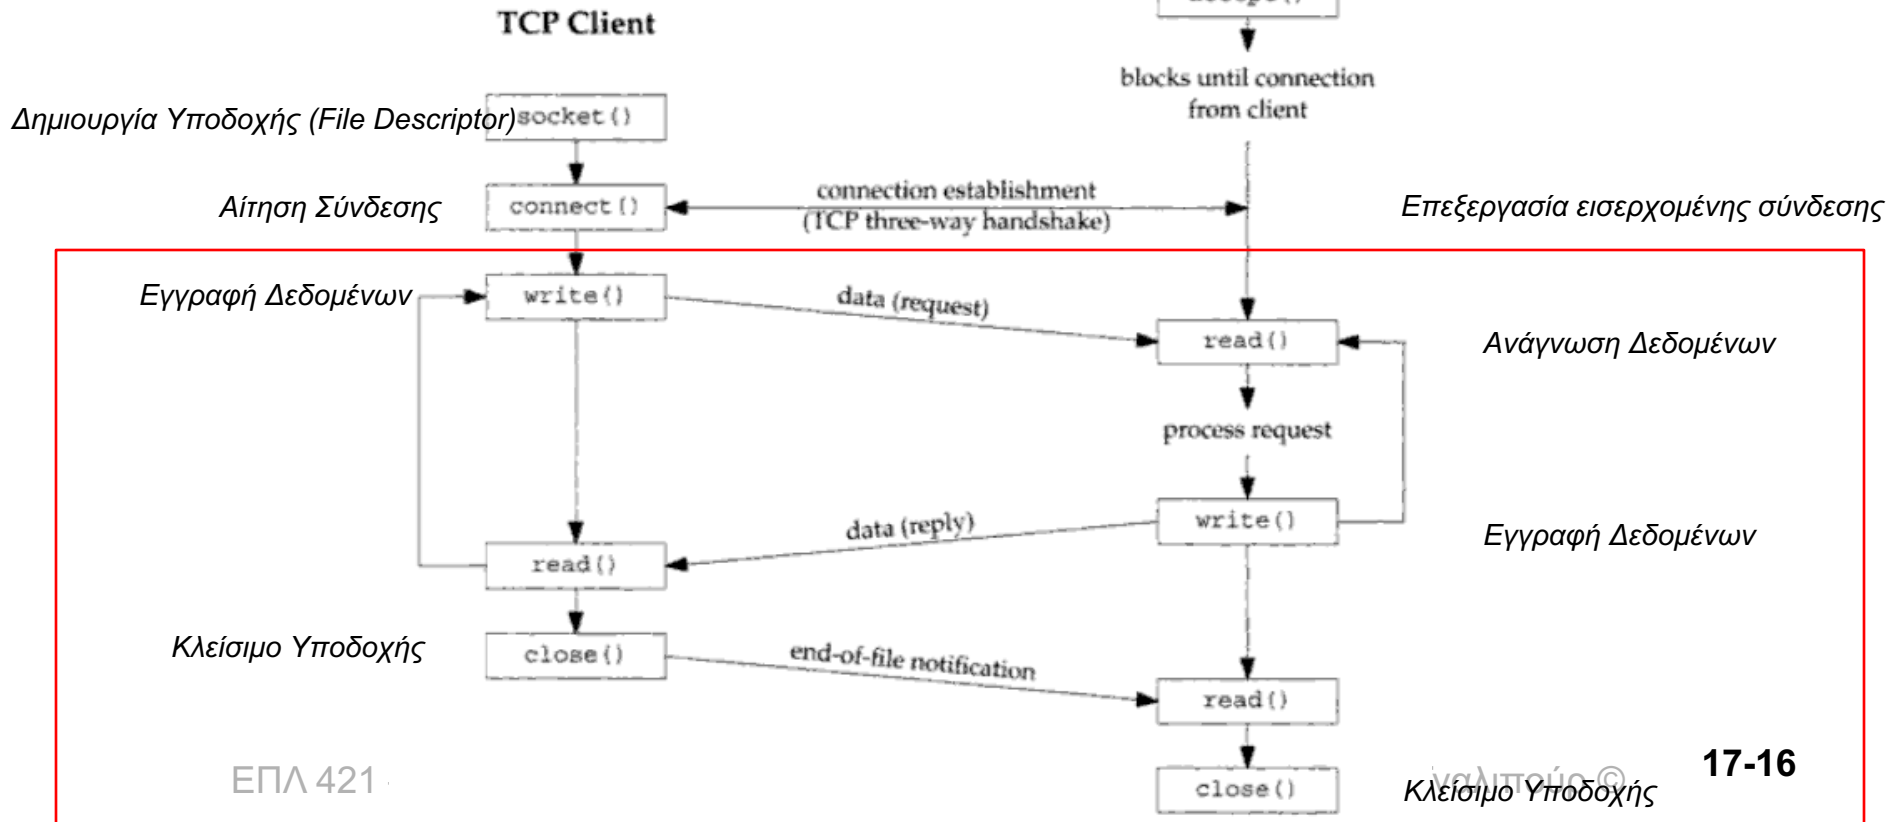 TCP Client
blocks until connection
from client
Δημιουργία Υποδοχής (File Descriptor)
socket()
Αίτηση Σύνδεσης
connect()
connection establishment
(TCP three-way handshake)
Επεξεργασία εισερχομένης σύνδεσης
Εγγραφή Δεδομένων
write()
data (request)
read()
Ανάγνωση Δεδομένων
process request
data (reply)
write()
Εγγραφή Δεδομένων
read()
Κλείσιμο Υποδοχής
close()
end-of-file notification
read()
close()
Κλείσιμο Υποδοχής
ΕΠΛ 421
©
17-16